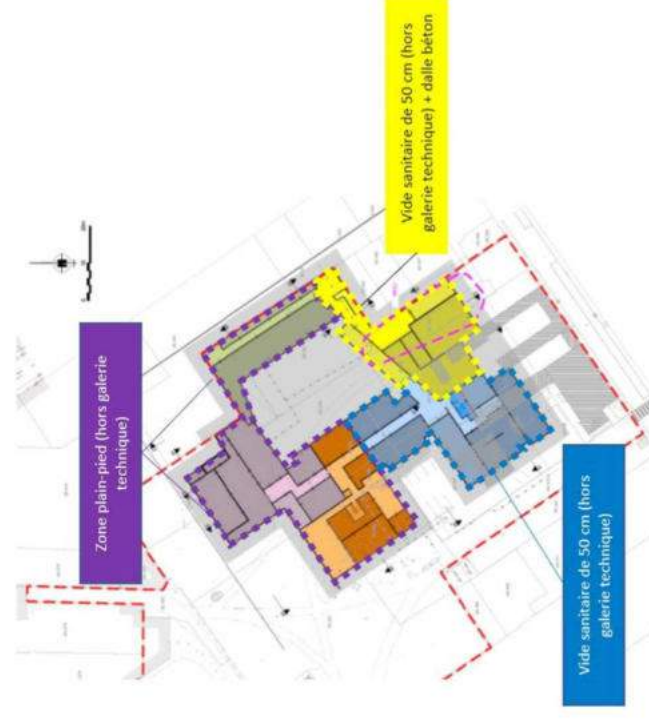 Zone plain-pied (hors galerie
technique)
Vide sanitaire de 50 cm (hors
galerie technique) + dalle béton
Vide sanitaire de 50 cm (hors
galerie technique)